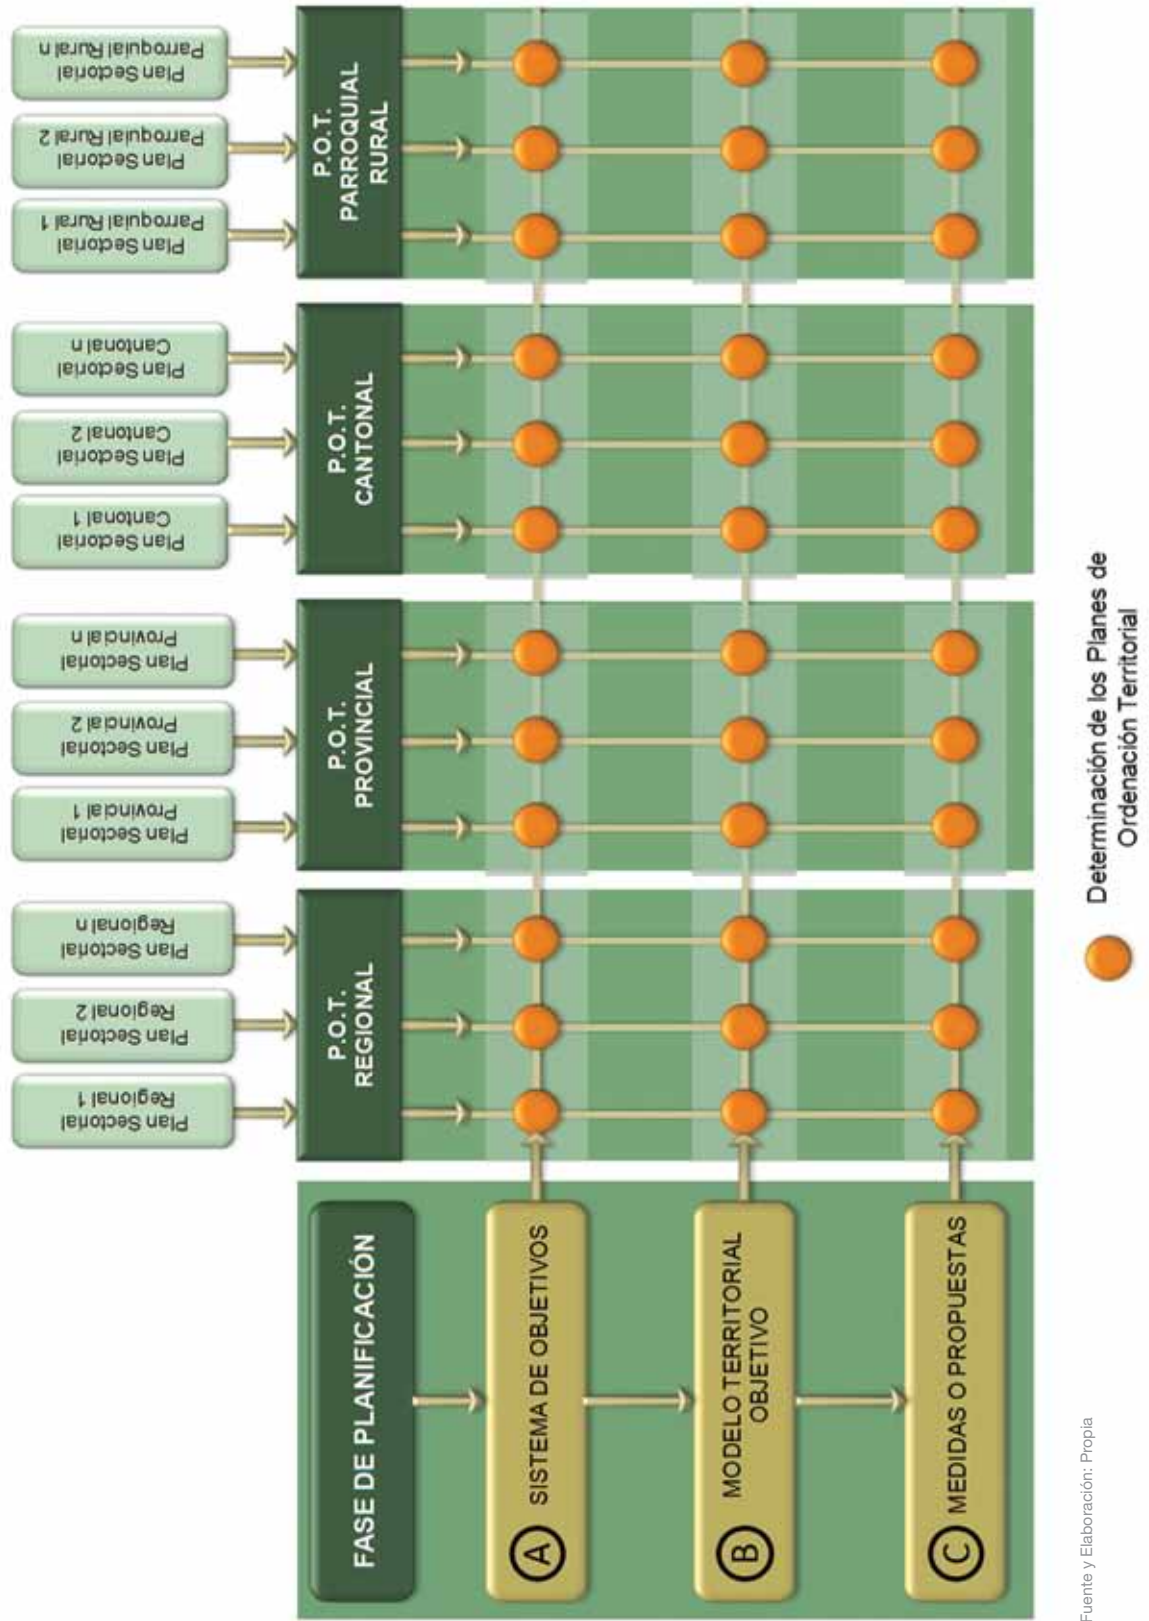 Plan Sectorial
Regional 1
Plan Sectorial
Regional 2
Plan Sectorial
Regional n
Plan Sectorial
Provincial 1
Plan Sectorial
Provincial 2
Plan Sectorial
Provincial n
Plan Sectorial
Cantonal 1
Plan Sectorial
Cantonal 2
Plan Sectorial
Cantonal n
Plan Sectorial
Parroquial Rural 1
Plan Sectorial
Parroquial Rural 2
Plan Sectorial
Parroquial Rural n
FASE DE PLANIFICACIÓN
P.O.T.
REGIONAL
P.O.T.
PROVINCIAL
P.O.T.
CANTONAL
P.O.T.
PARROQUIAL
RURAL
A SISTEMA DE OBJETIVOS
B MODELO TERRITORIAL
OBJETIVO
C MEDIDAS O PROPUESTAS
Determinación de los Planes de
Ordenación Territorial
Fuente y Elaboración: Propia